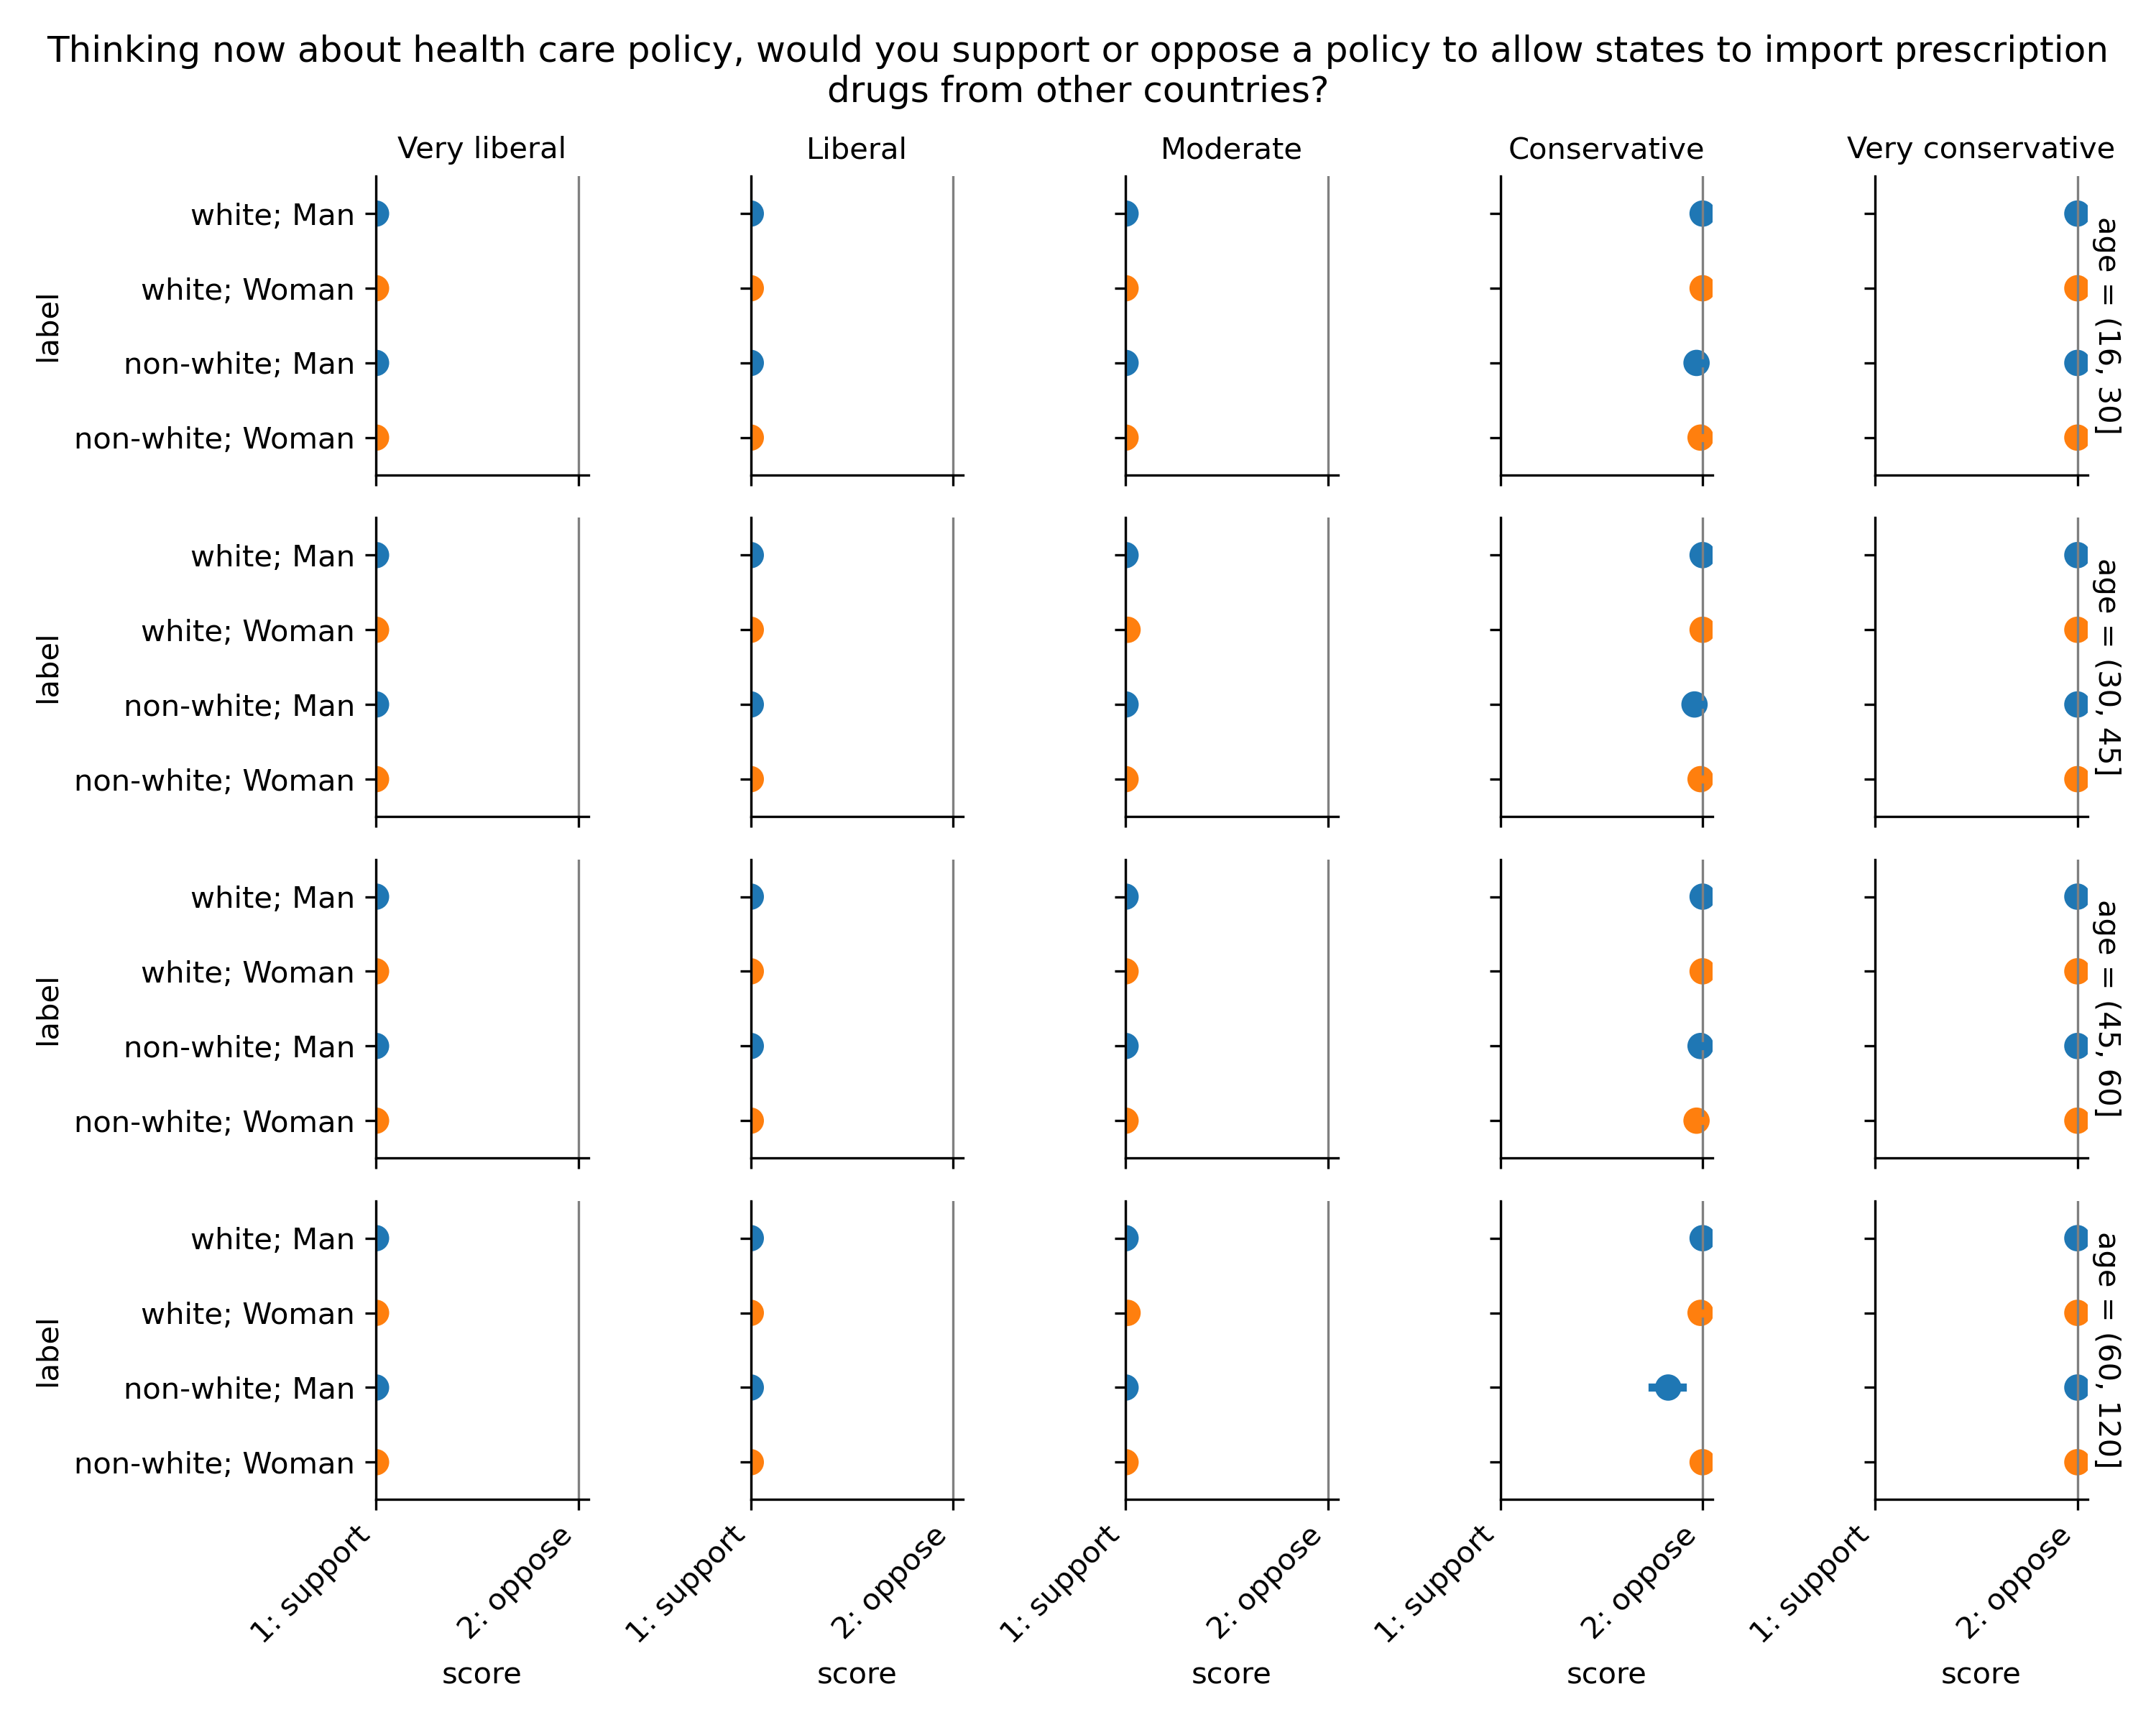 Thinking now about health care policy, would you support or oppose a policy to allow states to import prescription
drugs from other countries?
Very liberal
Liberal
Moderate
Conservative
Very conservative
label
white; Man
white; Woman
non-white; Man
non-white; Woman
age = (16, 30]
label
white; Man
white; Woman
non-white; Man
non-white; Woman
age = (30, 45]
label
white; Man
white; Woman
non-white; Man
non-white; Woman
age = (45, 60]
label
white; Man
white; Woman
non-white; Man
non-white; Woman
age = (60, 120]
1: support
2: oppose
1: support
2: oppose
1: support
2: oppose
1: support
2: oppose
1: support
2: oppose
score
score
score
score
score